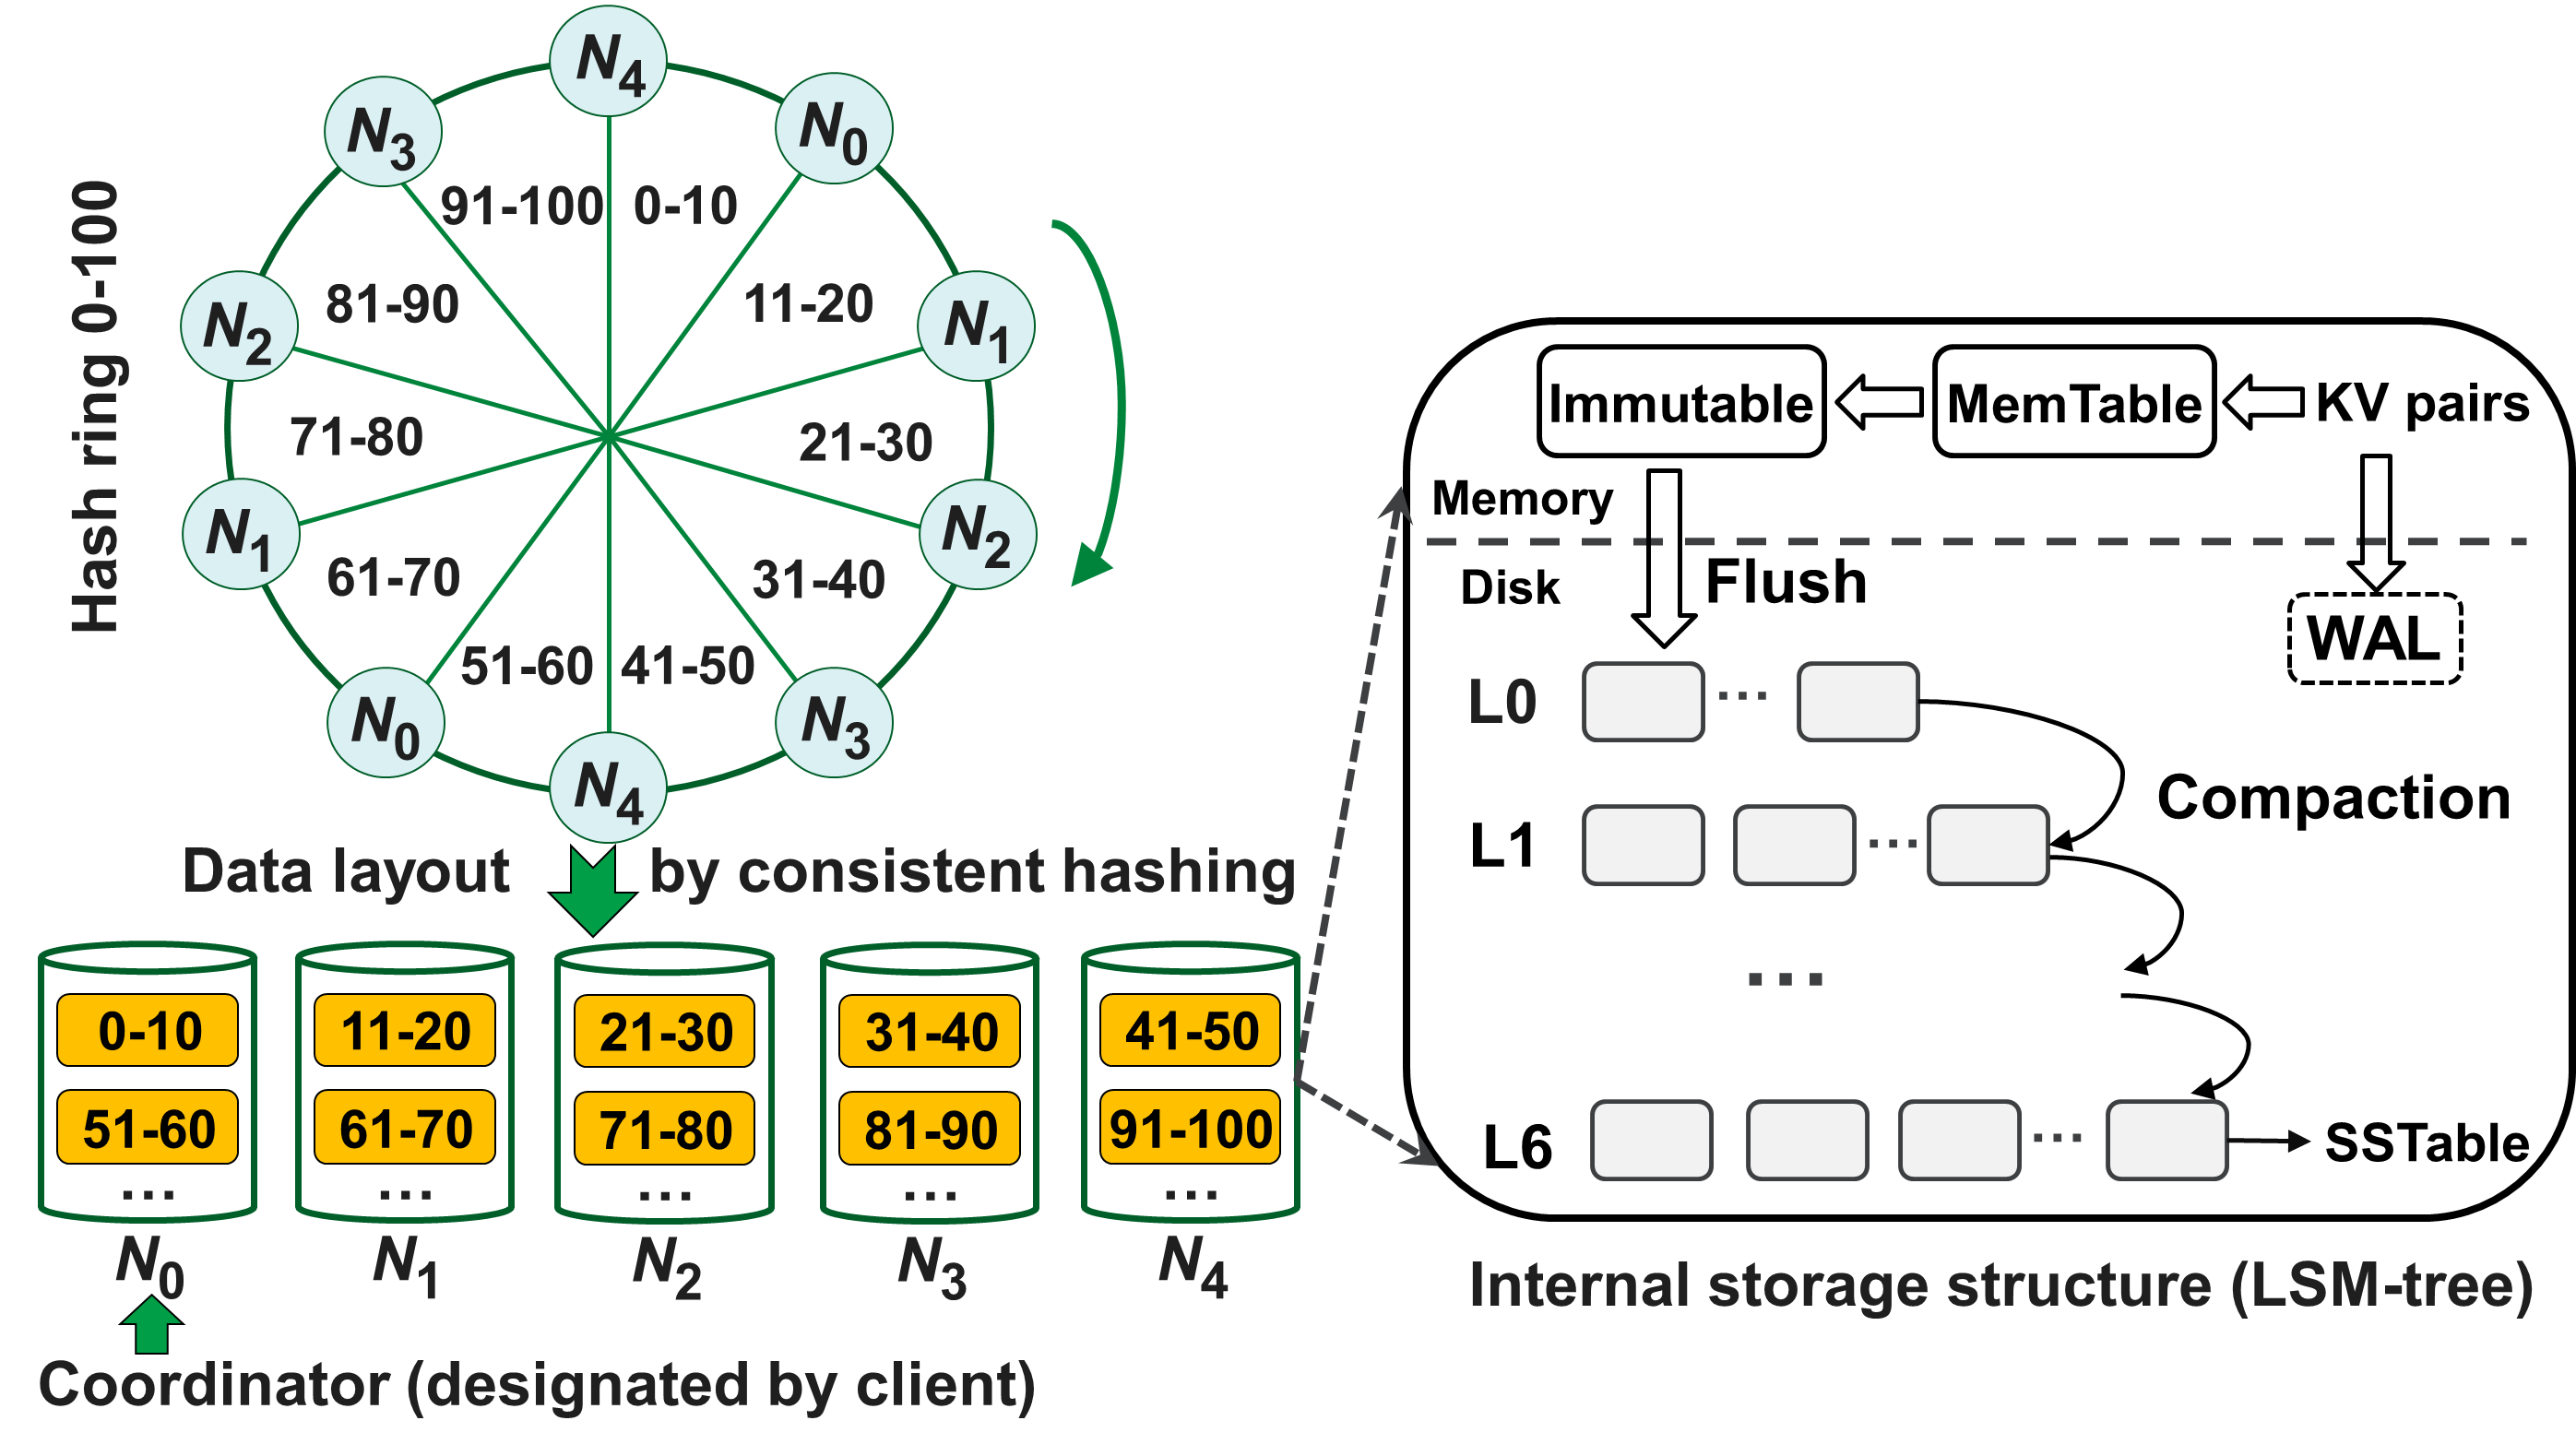 Hash ring 0-100
N4
N0
N1
N2
N3
N4
N0
N1
N2
N3
0-10
11-20
21-30
31-40
41-50
51-60
61-70
71-80
81-90
91-100
Data layout by consistent hashing
0-10
51-60
...
N0
11-20
61-70
...
N1
21-30
71-80
...
N2
31-40
81-90
...
N3
41-50
91-100
...
N4
Coordinator (designated by client)
Immutable
MemTable
KV pairs
Memory
Disk
Flush
WAL
L0
...
L1
...
Compaction
...
L6
...
SSTable
Internal storage structure (LSM-tree)